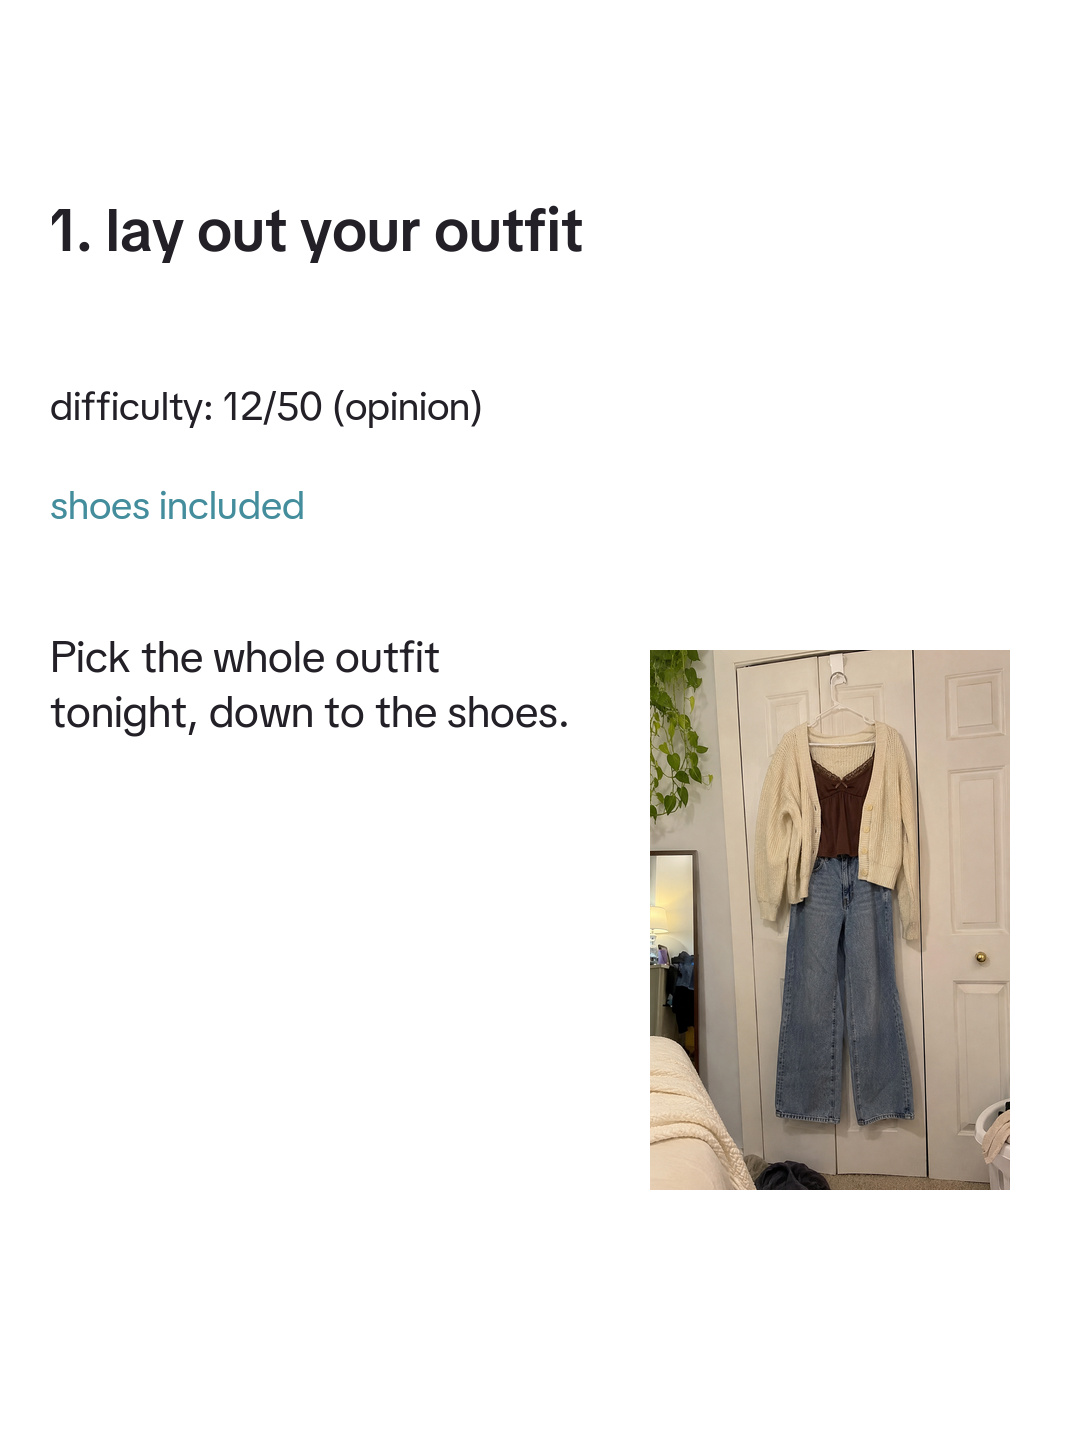 1. lay out your outfit
difficulty: 12/50 (opinion)
shoes included
Pick the whole outfit
tonight, down to the shoes.